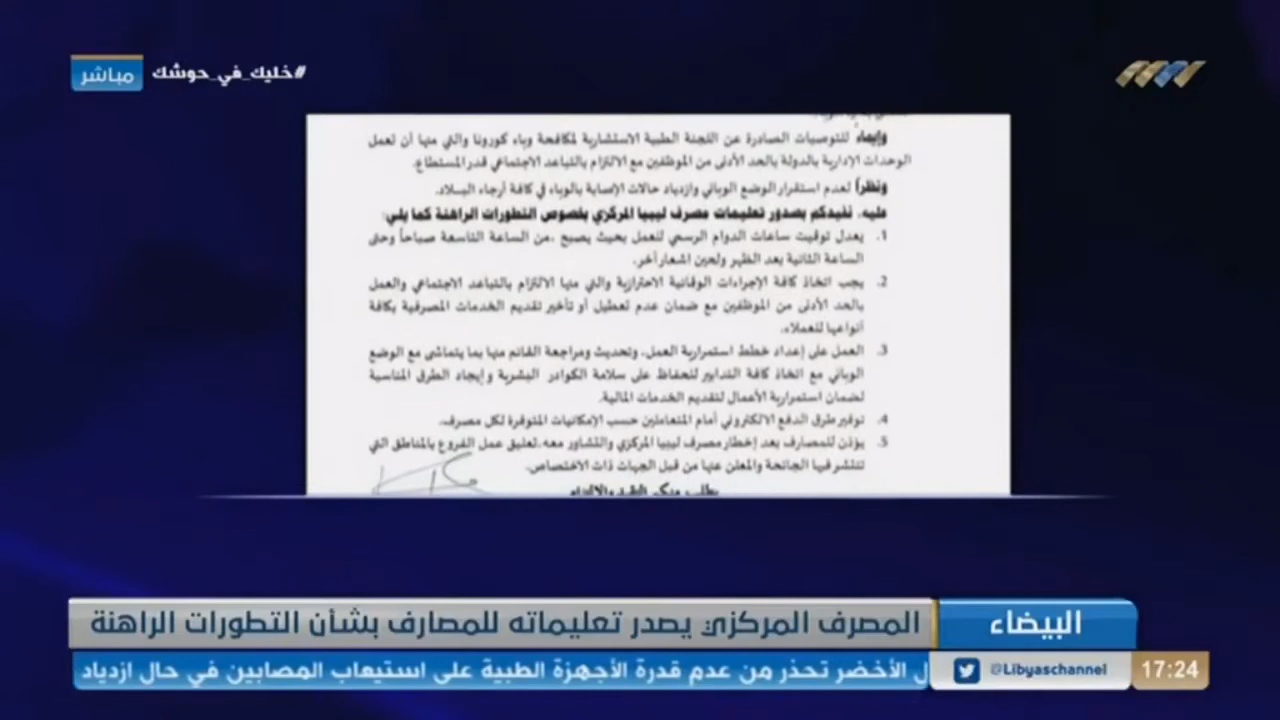 #خليك_في_حوشك
مباشر
وإيماءً للتوصيات الصادرة عن اللجنة الطبية الاستشارية لمكافحة وباء كورونا والتي منها أن تعمل
الوحدات الإدارية بالدولة بالحد الأدنى من الموظفين مع الالتزام بالتباعد الاجتماعي قدر المستطاع.
ونظراً لعدم استقرار الوضع الوبائي وازدياد حالات الإصابة بالوباء في كافة أرجاء البلاد.
عليه، نفيدكم بصدور تعليمات مصرف ليبيا المركزي بخصوص التطورات الراهنة كما يلي:
1. يعدل توقيت ساعات الدوام الرسمي للعمل بحيث يصبح ،من الساعة التاسعة صباحاً وحتى
الساعة الثانية بعد الظهر ولحين اشعار آخر.
2. يجب اتخاذ كافة الإجراءات الوقائية الاحترازية والتي منها الالتزام بالتباعد الاجتماعي والعمل
بالحد الأدنى من الموظفين مع ضمان عدم تعطيل أو تأخير تقديم الخدمات المصرفية بكافة
أنواعها للعملاء.
3. العمل على إعداد خطط استمرارية العمل، وتحديث ومراجعة القائم منها بما يتماشى مع الوضع
الوبائي مع اتخاذ كافة التدابير للحفاظ على سلامة الكوادر البشرية وإيجاد الطرق المناسبة
لضمان استمرارية الأعمال لتقديم الخدمات المالية.
4. توفير طرق الدفع الالكتروني أمام المتعاملين حسب الإمكانيات المتوفرة لكل مصرف.
5. يؤذن للمصارف بعد إخطار مصرف ليبيا المركزي والتشاور معه،تعليق عمل الفروع بالمناطق التي
تنتشر فيها الجائحة والمعلن عنها من قبل الجهات ذات الاختصاص.
البيضاء
المصرف المركزي يصدر تعليماته للمصارف بشأن التطورات الراهنة
17:24
@Libyaschannel
ل الأخضر تحذر من عدم قدرة الأجهزة الطبية على استيعاب المصابين في حال ازدياد